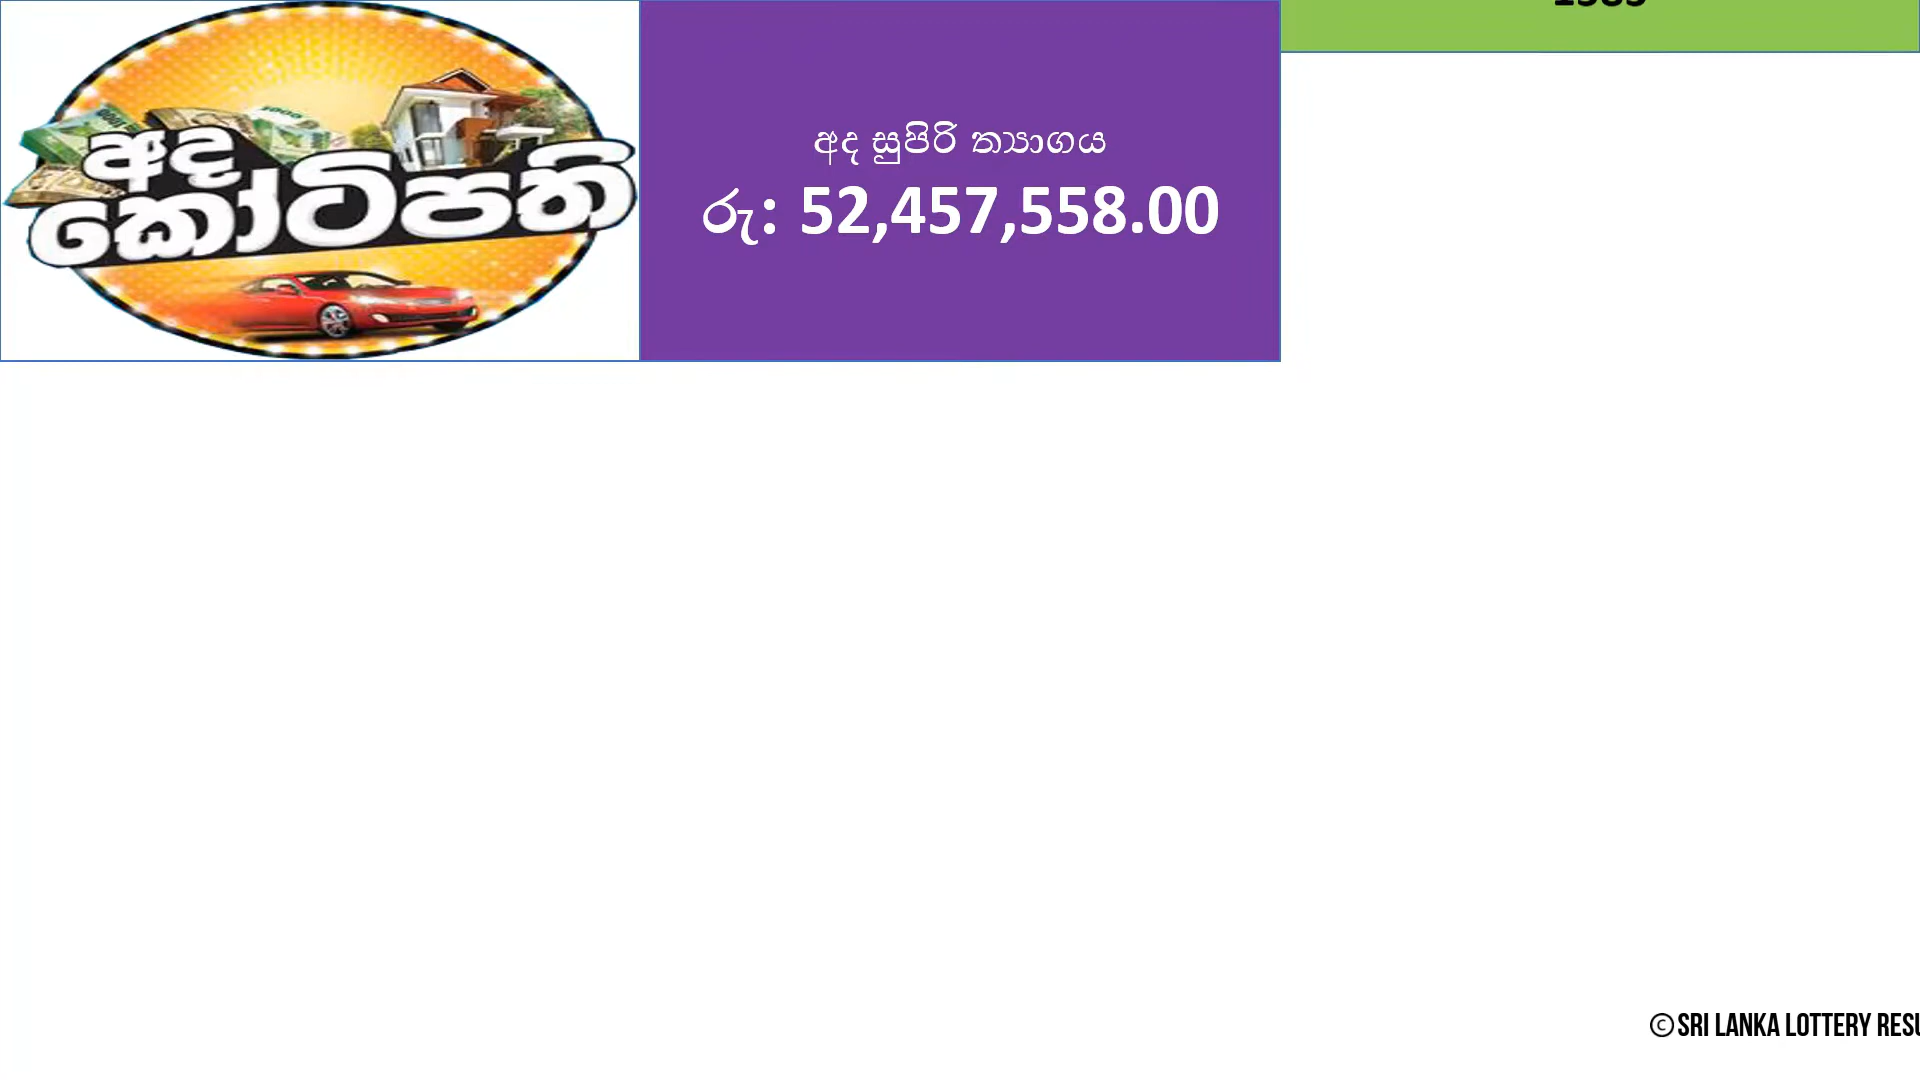 අද
කෝටිපති
අද සුපිරි ත්‍යාගය
රු: 52,457,558.00
© SRI LANKA LOTTERY RESU